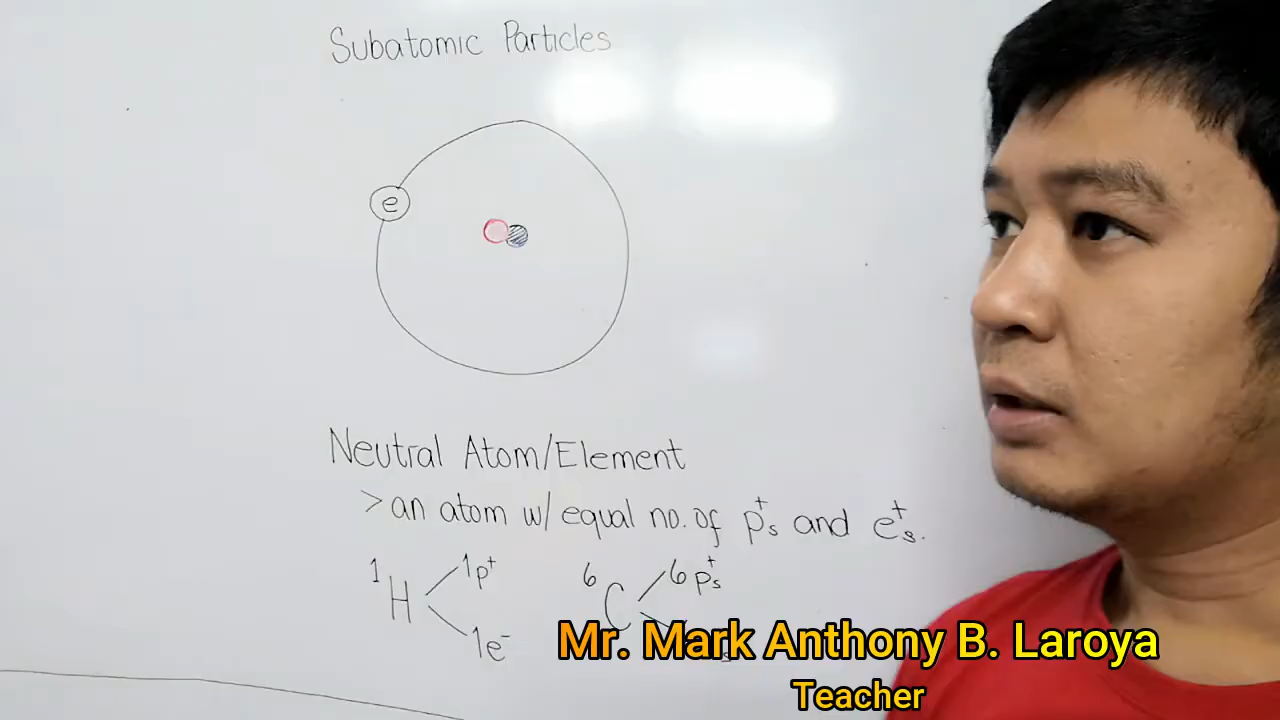 Subatomic Particles
e
Neutral Atom/Element
>an atom w/ equal no. of p⁺s and e⁺s.
¹H 1p⁺ ⁶C 6p⁺s
1e⁻
Mr. Mark Anthony B. Laroya
Teacher